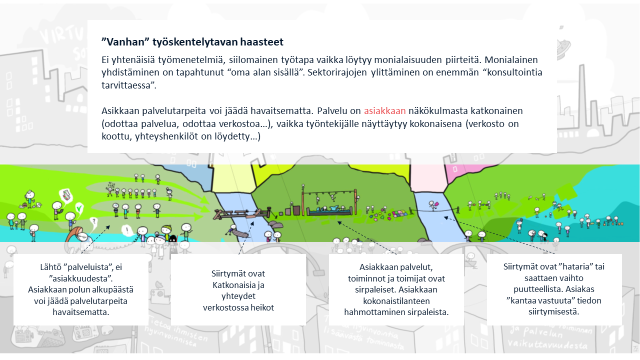 ”Vanhan” työskentelytavan haasteet
Ei yhtenäisiä työmenetelmiä, siilomainen työtapa vaikka löytyy monialaisuuden piirteitä. Monialainen
yhdistäminen on tapahtunut “oma alan sisällä”. Sektorirajojen ylittäminen on enemmän “konsultointia
tarvittaessa”.
Asikkaan palvelutarpeita voi jäädä havaitsematta. Palvelu on asiakkaan näkökulmasta katkonainen
(odottaa palvelua, odottaa verkostoa…), vaikka työntekijälle näyttäytyy kokonaisena (verkosto on
koottu, yhteyshenkilöt on löydetty…)
Lähtö “palveluista”, ei
“asiakkuudesta”.
Asiakkaan polun alkupäästä
voi jäädä palvelutarpeita
havaitsematta.
Siirtymät ovat
Katkonaisia ja
yhteydet
verkostossa heikot
Asiakkaan palvelut,
toiminnot ja toimijat ovat
sirpaleiset. Asiakkaan
kokonaistilanteen
hahmottaminen sirpaleista.
Siirtymät ovat ”hataria” tai
saattaen vaihto
puutteellista. Asiakas
”kantaa vastuuta” tiedon
siirtymisestä.